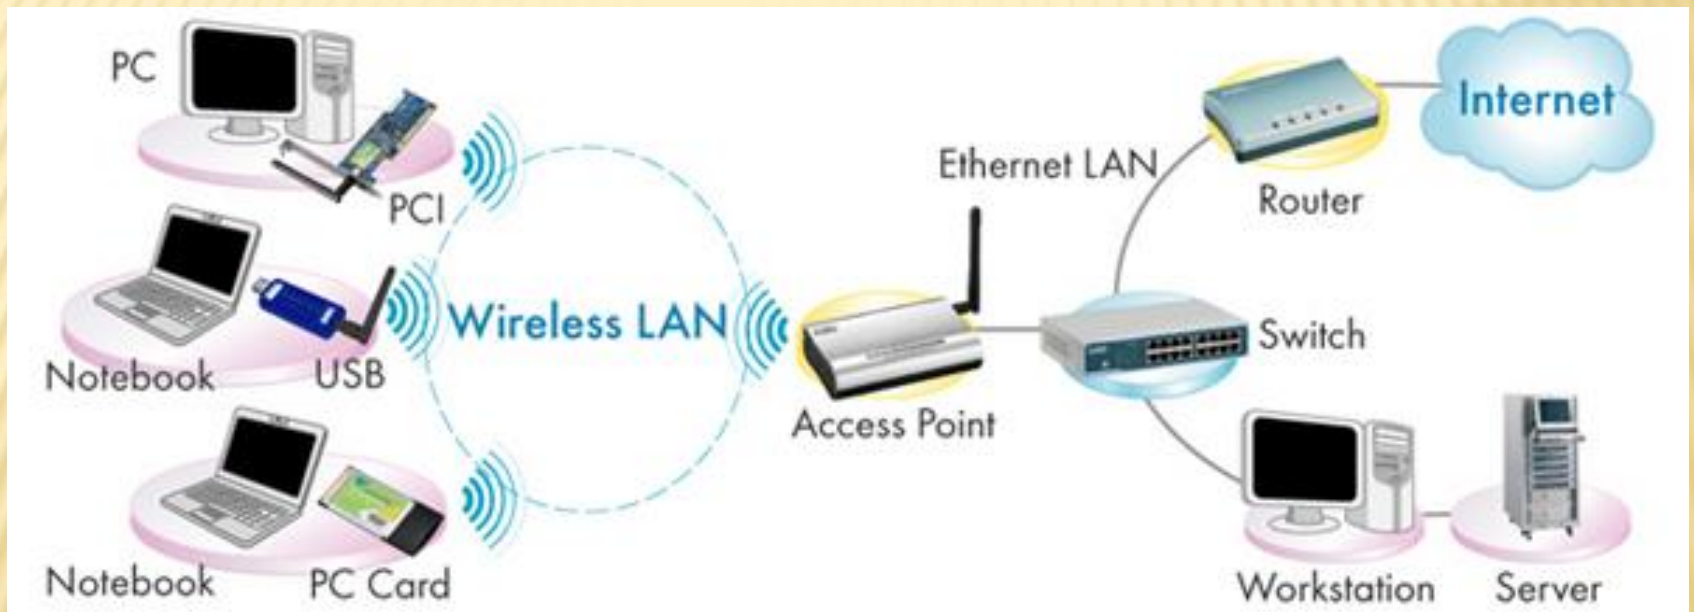 PC
PCI
Notebook
USB
Notebook
PC Card
Wireless LAN
Access Point
Ethernet LAN
Switch
Router
Internet
Workstation
Server